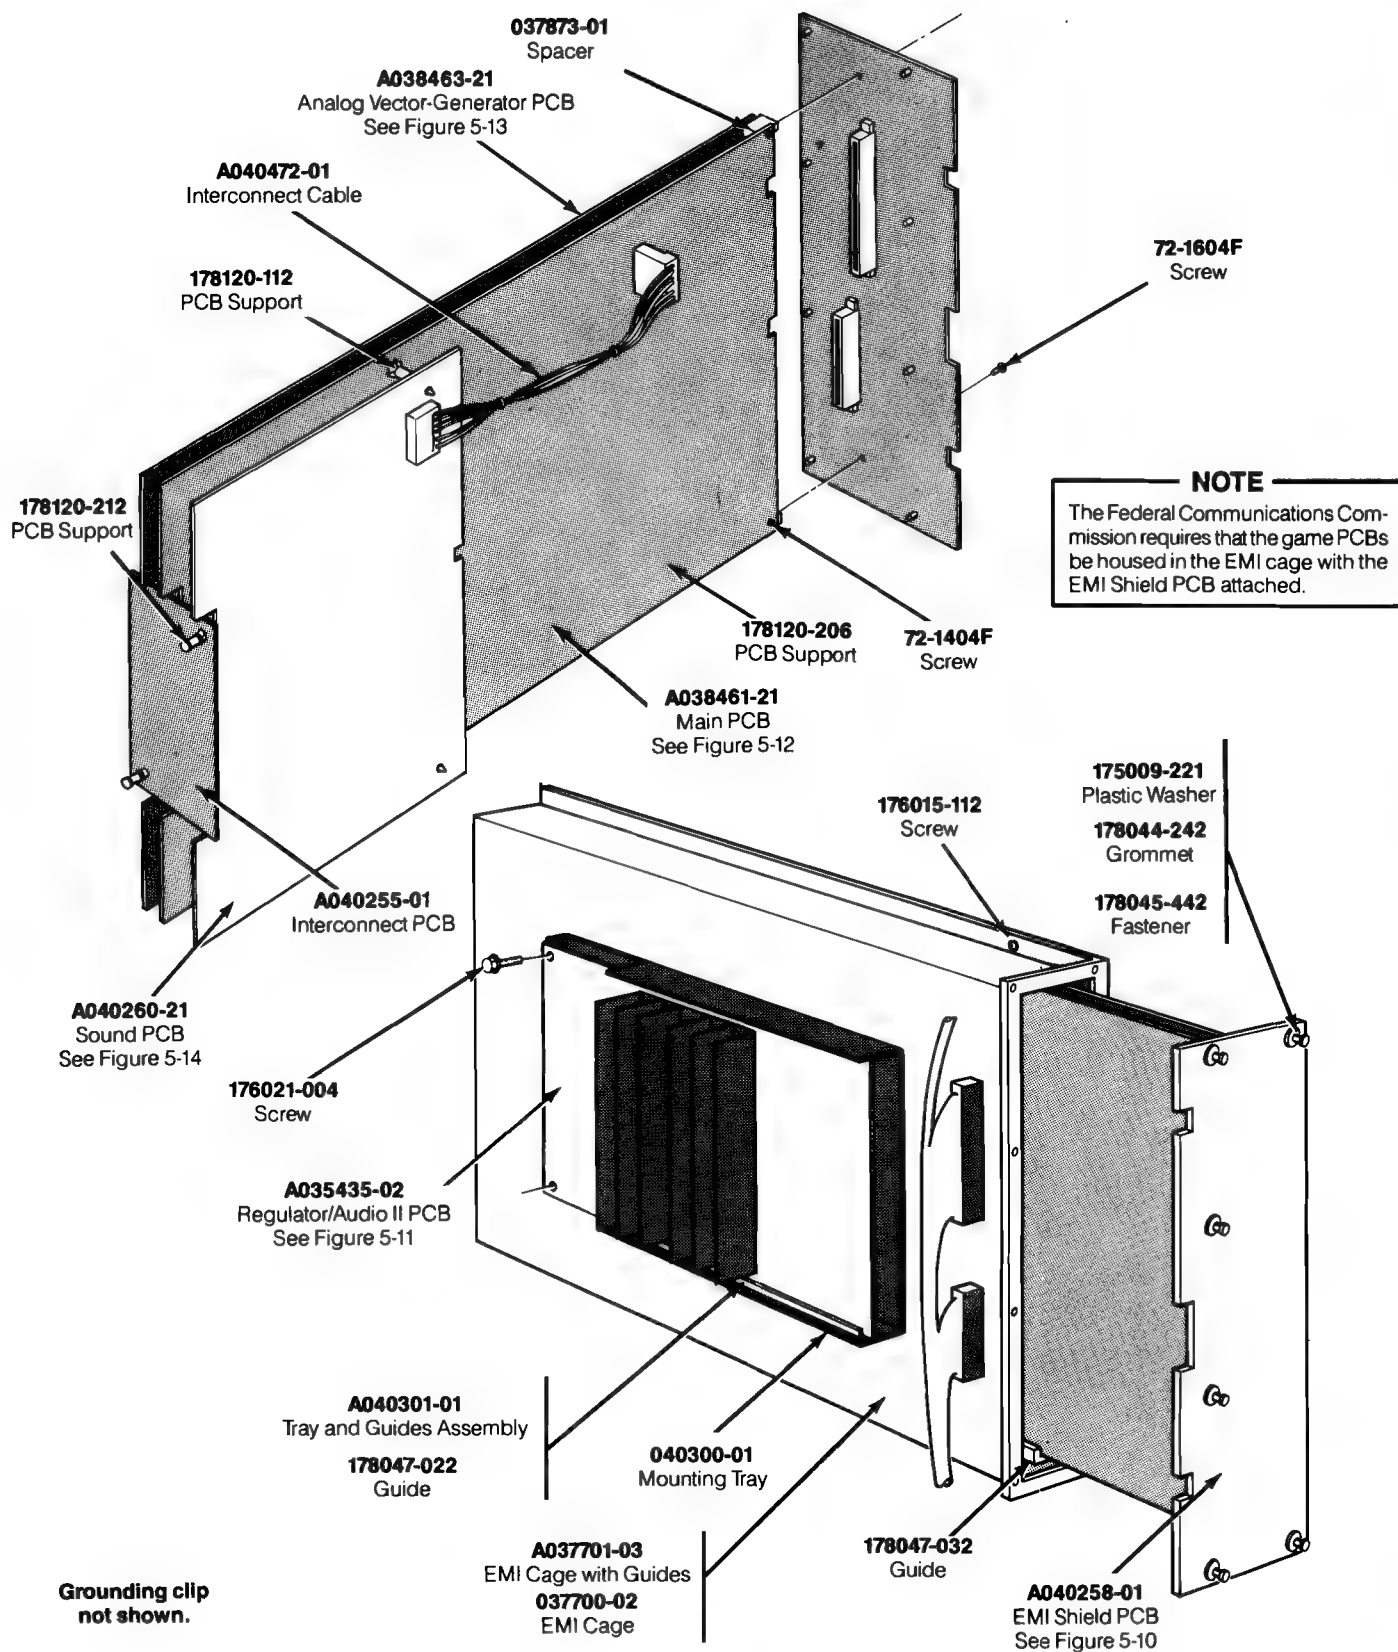 037873-01
Spacer
A038463-21
Analog Vector-Generator PCB
See Figure 5-13
A040472-01
Interconnect Cable
178120-112
PCB Support
72-1604F
Screw
178120-212
PCB Support
NOTE
The Federal Communications Com-
mission requires that the game PCBs
be housed in the EMI cage with the
EMI Shield PCB attached.
178120-206
PCB Support
72-1404F
Screw
A038461-21
Main PCB
See Figure 5-12
175009-221
Plastic Washer
178044-242
Grommet
178045-442
Fastener
176015-112
Screw
A040255-01
Interconnect PCB
A040260-21
Sound PCB
See Figure 5-14
176021-004
Screw
A035435-02
Regulator/Audio II PCB
See Figure 5-11
A040301-01
Tray and Guides Assembly
178047-022
Guide
040300-01
Mounting Tray
A037701-03
EMI Cage with Guides
037700-02
EMI Cage
178047-032
Guide
A040258-01
EMI Shield PCB
See Figure 5-10
Grounding clip
not shown.